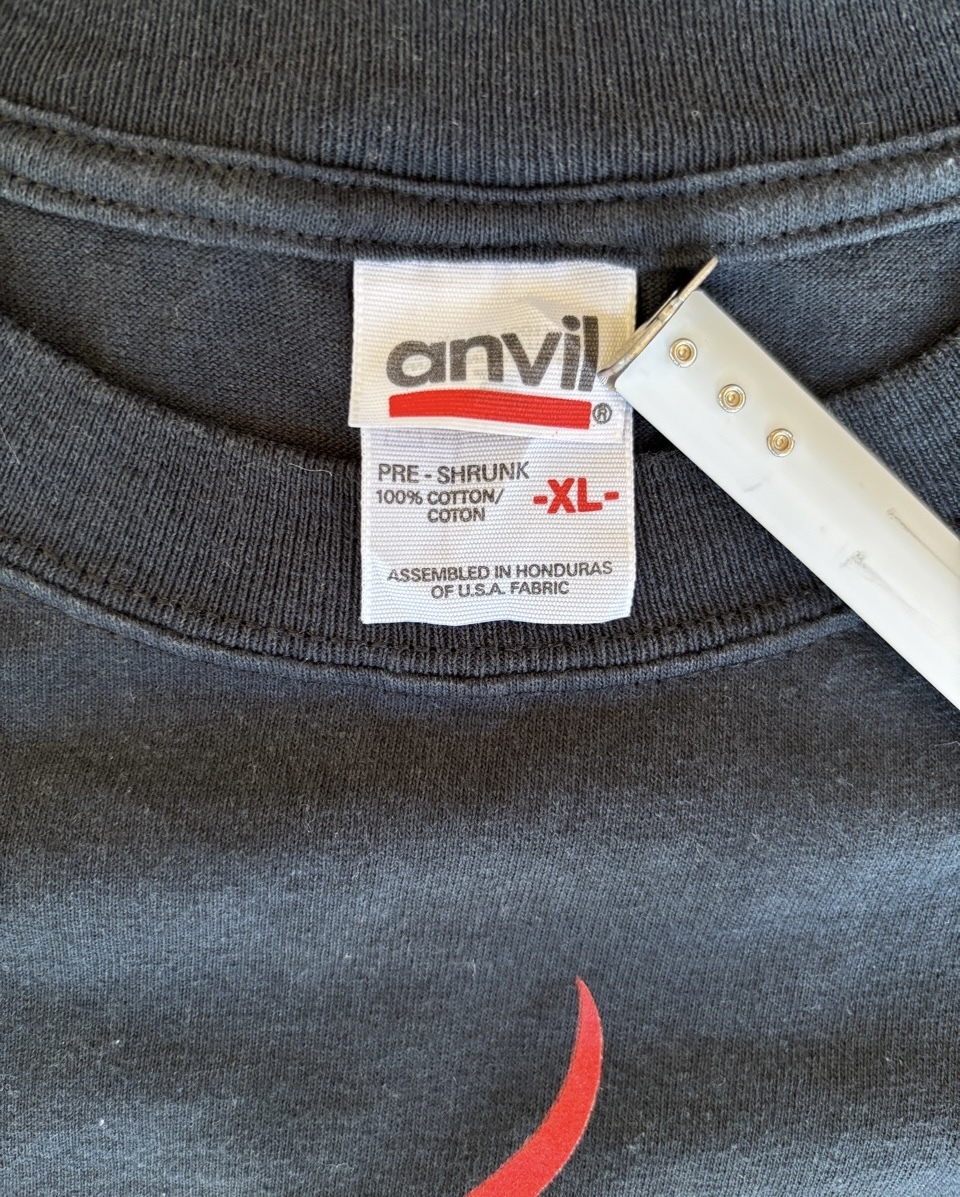 anvil
®
PRE - SHRUNK
100% COTTON/
COTON
-XL-
ASSEMBLED IN HONDURAS
OF U.S.A. FABRIC